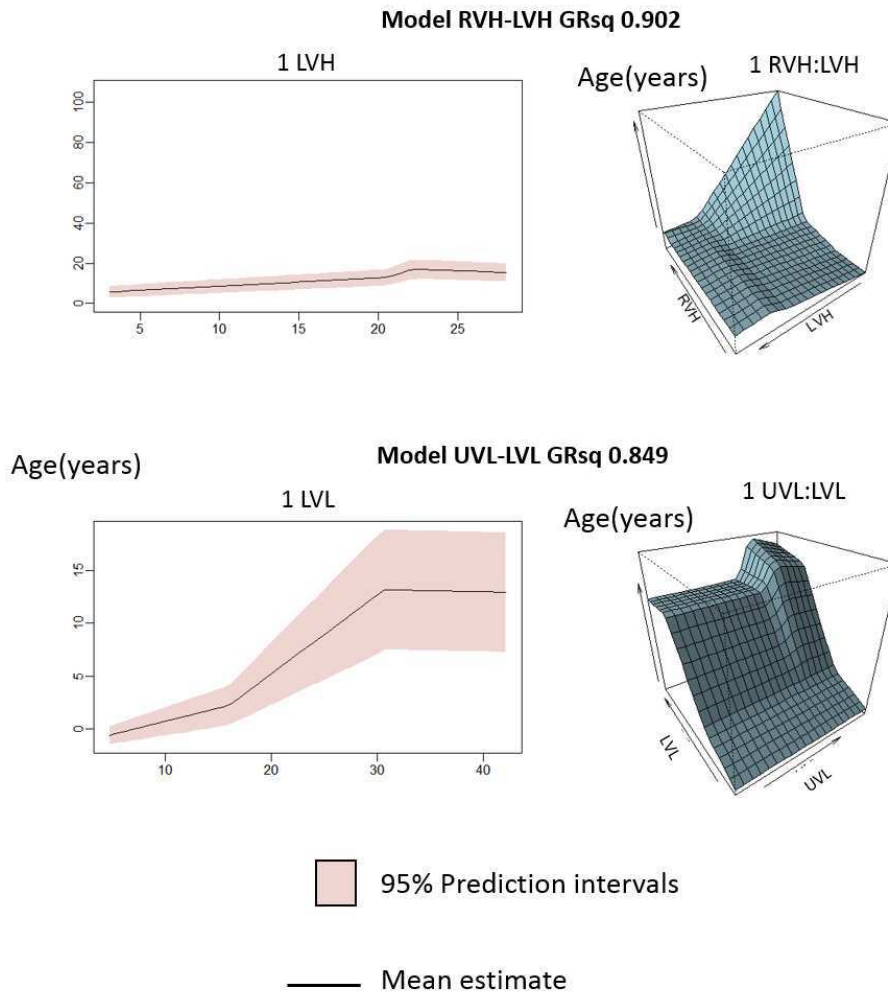 Model RVH-LVH GRsq 0.902
1 LVH
Age(years)
1 RVH:LVH
100
80
60
40
20
0
5
10
15
20
25
RVH
LVH
Age(years)
Model UVL-LVL GRsq 0.849
1 LVL
Age(years)
1 UVL:LVL
15
10
5
0
10
20
30
40
LVL
UVL
95% Prediction intervals
Mean estimate